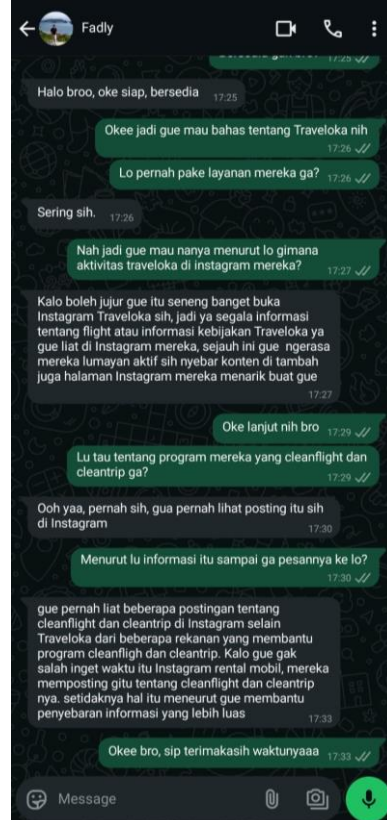 Fadly
17:25
Halo broo, oke siap, bersedia 17:25
Okee jadi gue mau bahas tentang Traveloka nih
17:26
Lo pernah pake layanan mereka ga? 17:26
Sering sih. 17:26
Nah jadi gue mau nanya menurut lo gimana
aktivitas traveloka di instagram mereka? 17:27
Kalo boleh jujur gue itu seneng banget buka
Instagram Traveloka sih, jadi ya segala informasi
tentang flight atau informasi kebijakan Traveloka ya
gue liat di Instagram mereka, sejauh ini gue ngerasa
mereka lumayan aktif sih nyebar konten di tambah
juga halaman Instagram mereka menarik buat gue
17:27
Oke lanjut nih bro 17:29
Lu tau tentang program mereka yang cleanflight dan
cleantrip ga? 17:29
Ooh yaa, pernah sih, gua pernah lihat posting itu sih
di Instagram 17:30
Menurut lu informasi itu sampai ga pesannya ke lo?
17:30
gue pernah liat beberapa postingan tentang
cleanflight dan cleantrip di Instagram selain
Traveloka dari beberapa rekanan yang membantu
program cleanfligh dan cleantrip. Kalo gue gak
salah inget waktu itu Instagram rental mobil, mereka
memposting gitu tentang cleanflight dan cleantrip
nya. setidaknya hal itu meneurut gue membantu
penyebaran informasi yang lebih luas 17:33
Okee bro, sip terimakasih waktunyaaa 17:33
Message